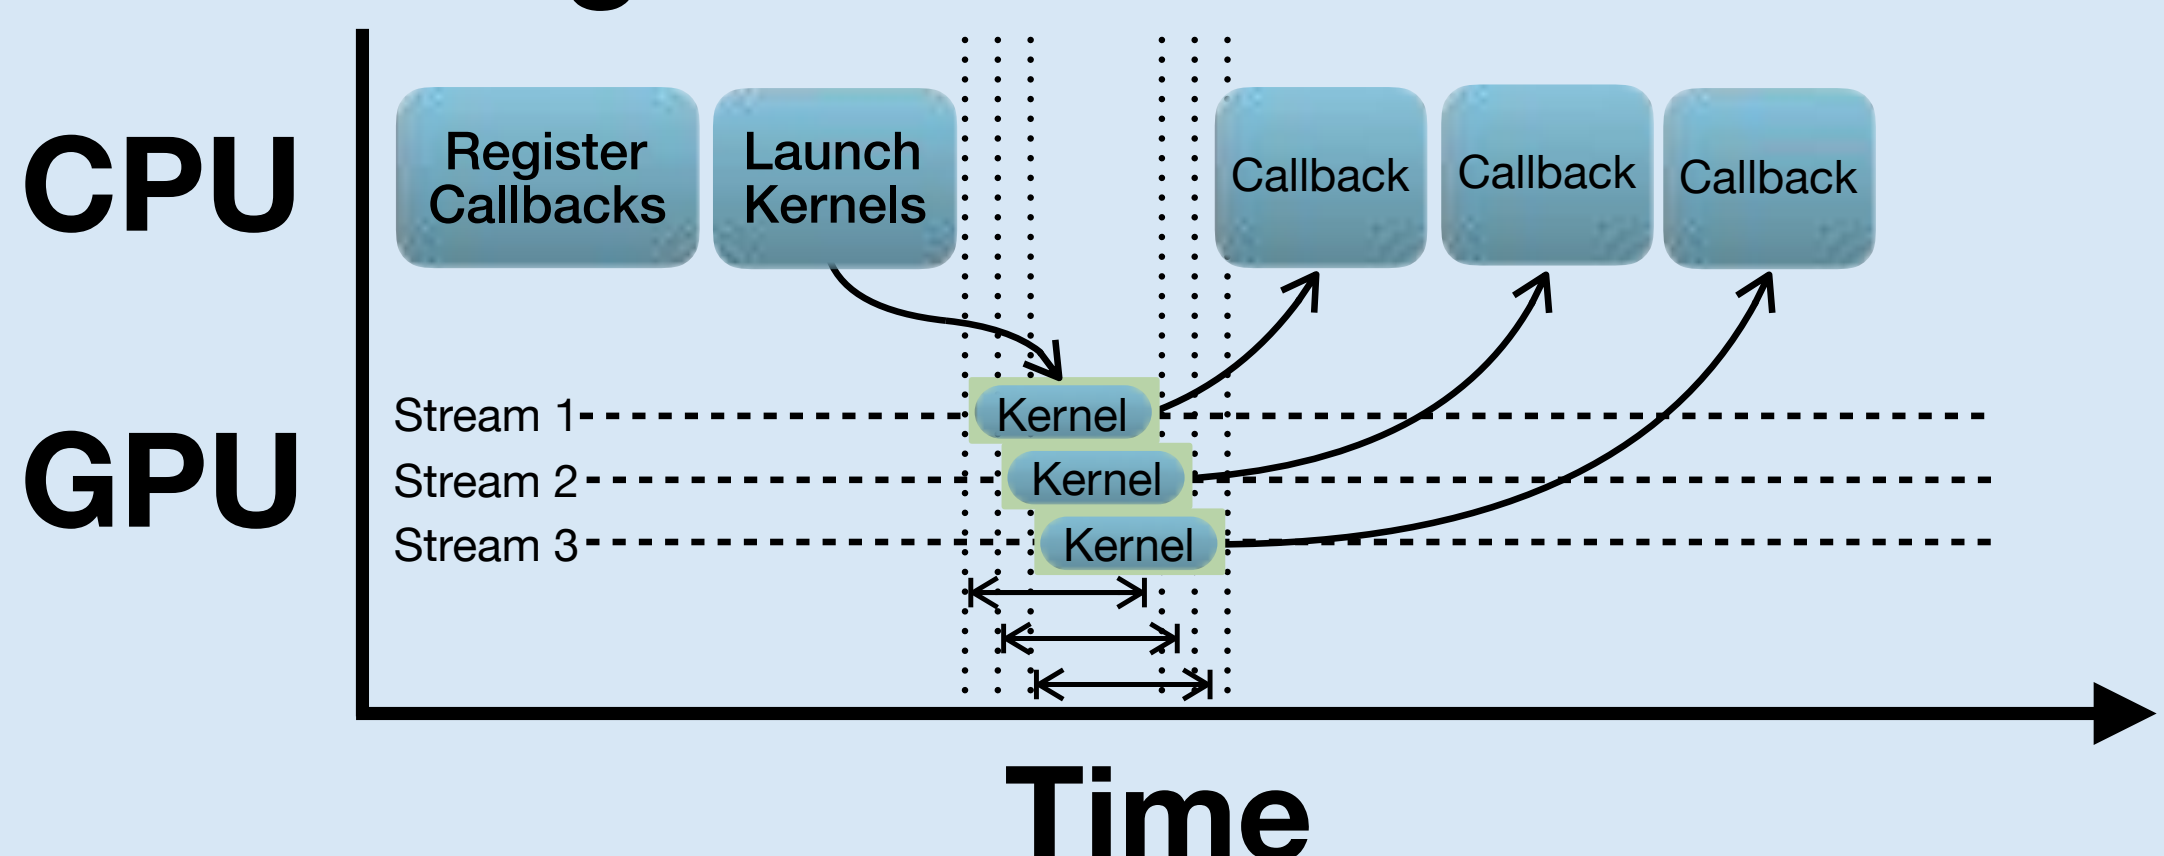 CPU
Register
Callbacks
Launch
Kernels
Callback
Callback
Callback
GPU
Stream 1
Kernel
Stream 2
Kernel
Stream 3
Kernel
Time